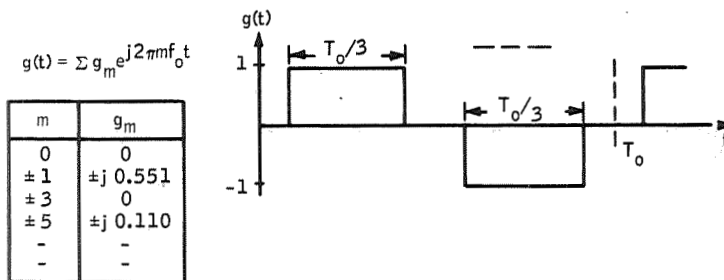 g(t) = Σ g_m e^{j2πmf_o t}
m g_m
0 0
±1 ±j 0.551
±3 0
±5 ±j 0.110
- -
- -
g(t)
1
-1
T_o/3
T_o/3
T_o
t